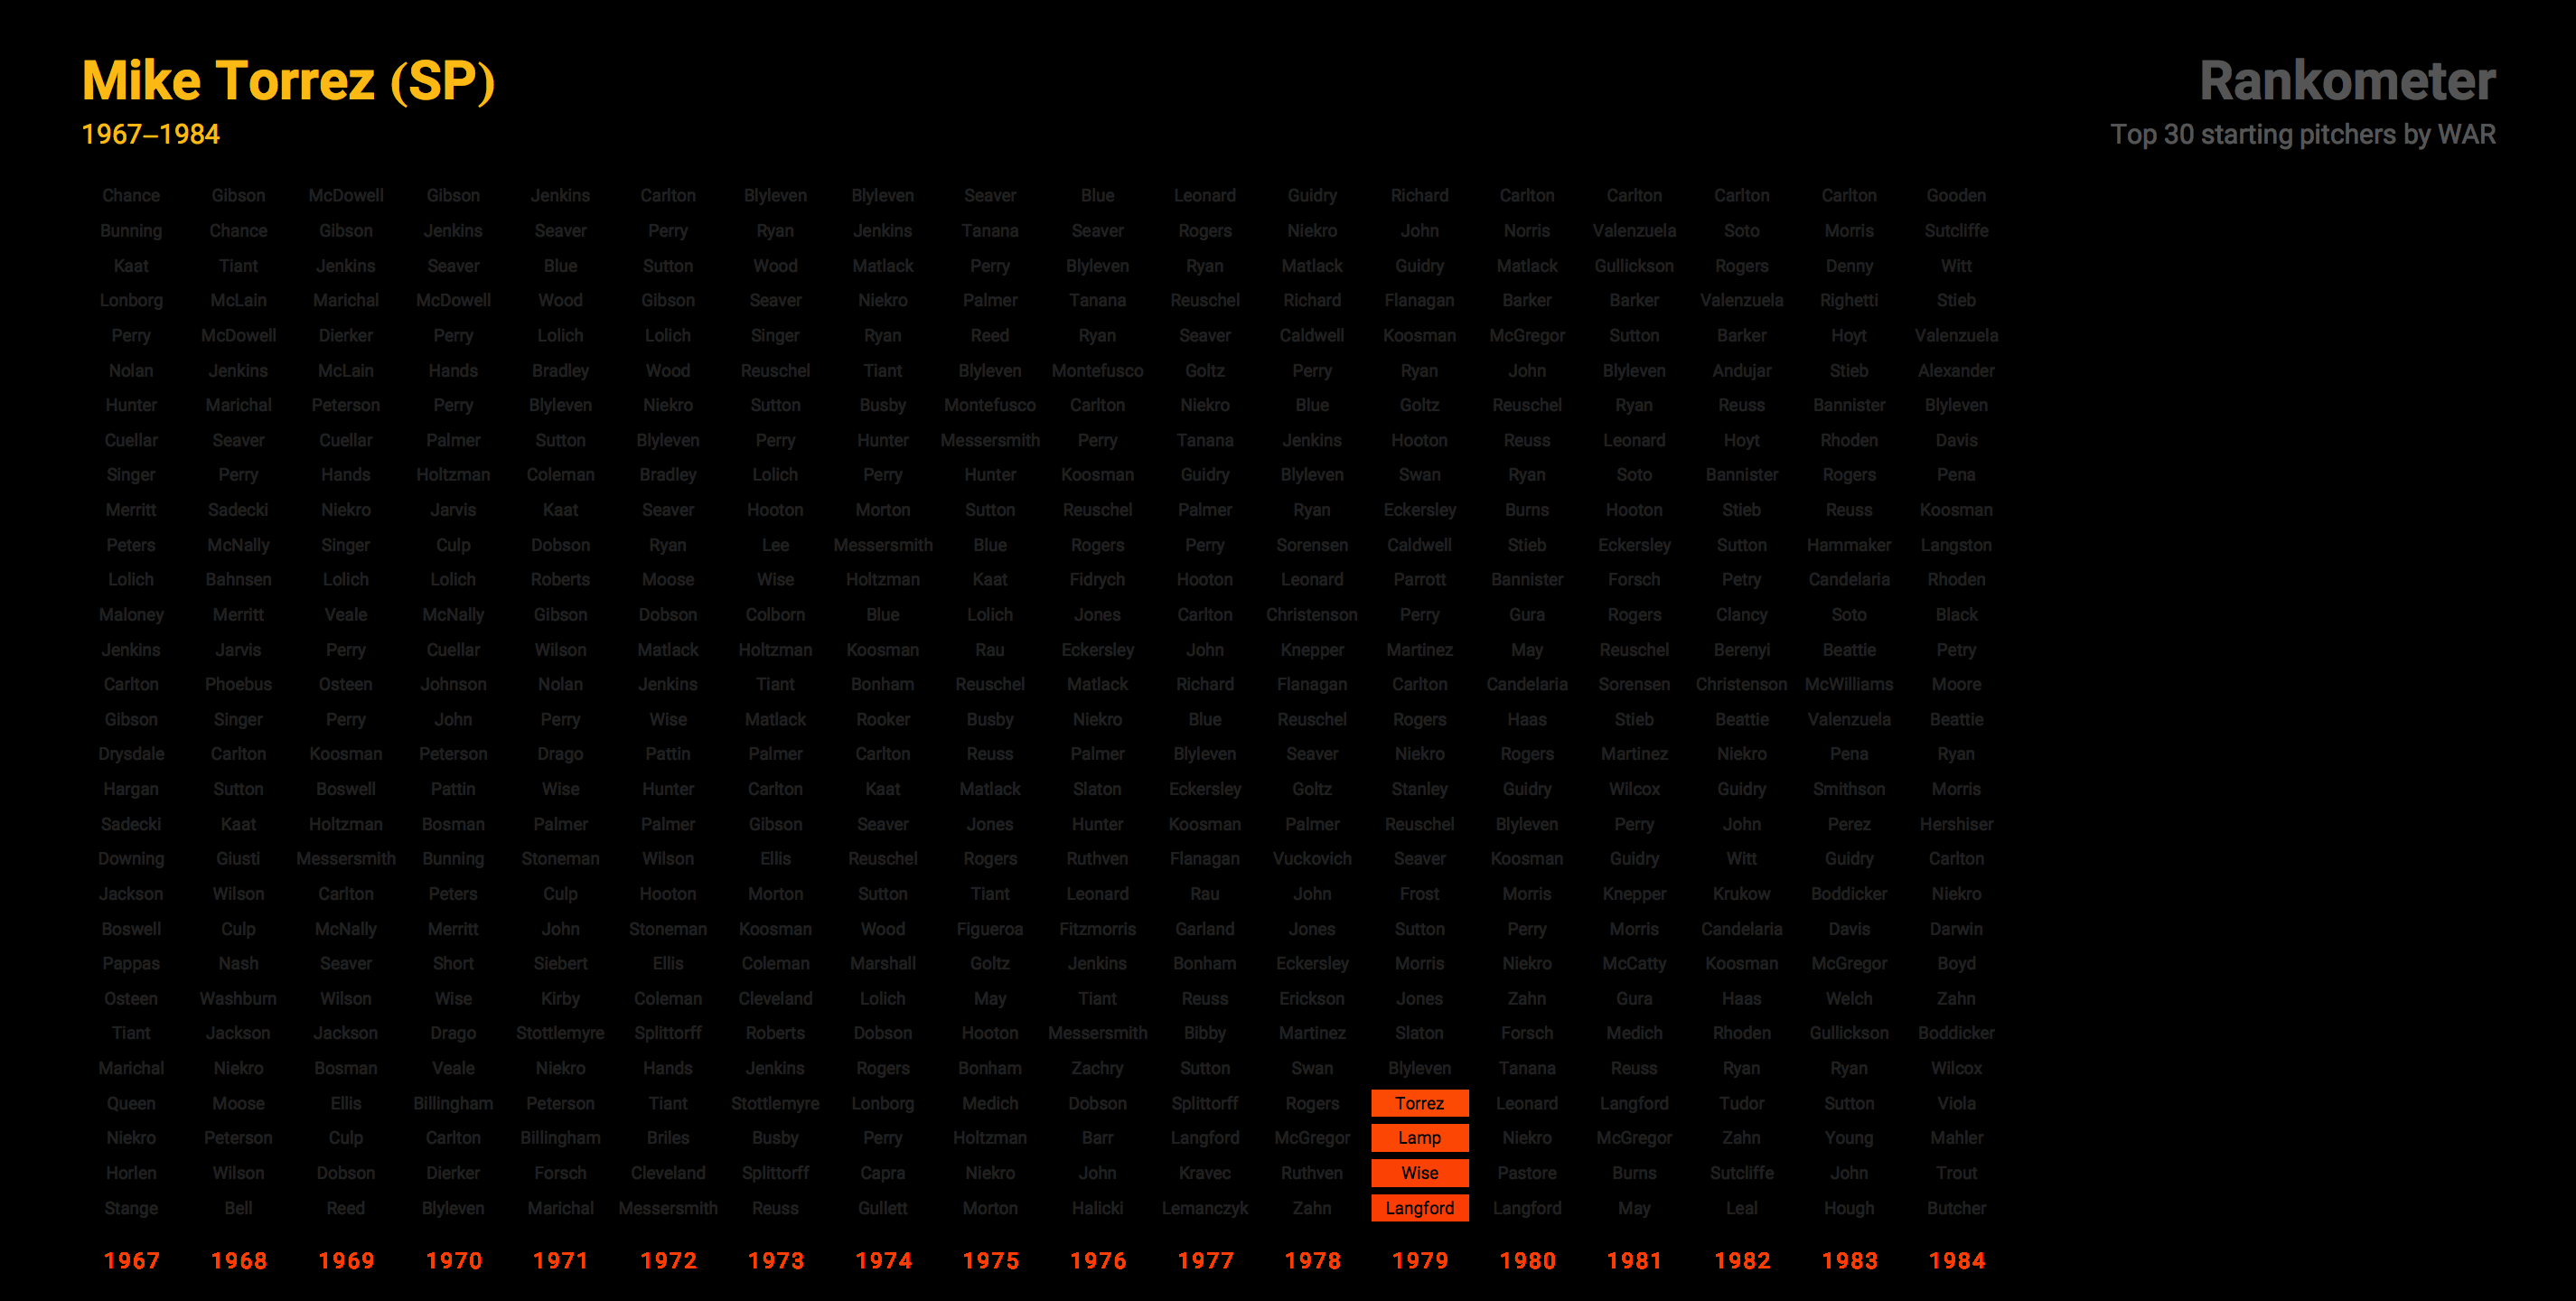 Mike Torrez (SP)
1967–1984
Rankometer
Top 30 starting pitchers by WAR
Chance Gibson McDowell Gibson Jenkins Carlton Blyleven Blyleven Seaver Blue Leonard Guidry Richard Carlton Carlton Carlton Carlton Gooden
Bunning Chance Gibson Jenkins Seaver Perry Ryan Jenkins Tanana Seaver Rogers Niekro John Norris Valenzuela Soto Morris Sutcliffe
Kaat Tiant Jenkins Seaver Blue Sutton Wood Matlack Perry Blyleven Ryan Matlack Guidry Matlack Gullickson Rogers Denny Witt
Lonborg McLain Marichal McDowell Wood Gibson Seaver Niekro Palmer Tanana Reuschel Richard Flanagan Barker Barker Valenzuela Righetti Stieb
Perry McDowell Dierker Perry Lolich Lolich Singer Ryan Reed Ryan Seaver Caldwell Koosman McGregor Sutton Barker Hoyt Valenzuela
Nolan Jenkins McLain Hands Bradley Wood Reuschel Tiant Blyleven Montefusco Goltz Perry Ryan John Blyleven Andujar Stieb Alexander
Hunter Marichal Peterson Perry Blyleven Niekro Sutton Busby Montefusco Carlton Niekro Blue Goltz Reuschel Ryan Reuss Bannister Blyleven
Cuellar Seaver Cuellar Palmer Sutton Blyleven Perry Hunter Messersmith Perry Tanana Jenkins Hooton Reuss Leonard Hoyt Rhoden Davis
Singer Perry Hands Holtzman Coleman Bradley Lolich Perry Hunter Koosman Guidry Blyleven Swan Ryan Soto Bannister Rogers Pena
Merritt Sadecki Niekro Jarvis Kaat Seaver Hooton Morton Sutton Reuschel Palmer Ryan Eckersley Burns Hooton Stieb Reuss Koosman
Peters McNally Singer Culp Dobson Ryan Lee Messersmith Blue Rogers Perry Sorensen Caldwell Stieb Eckersley Sutton Hammaker Langston
Lolich Bahnsen Lolich Lolich Roberts Moose Wise Holtzman Kaat Fidrych Hooton Leonard Parrott Bannister Forsch Petry Candelaria Rhoden
Maloney Merritt Veale McNally Gibson Dobson Colborn Blue Lolich Jones Carlton Christenson Perry Gura Rogers Clancy Soto Black
Jenkins Jarvis Perry Cuellar Wilson Matlack Holtzman Koosman Rau Eckersley John Knepper Martinez May Reuschel Berenyi Beattie Petry
Carlton Phoebus Osteen Johnson Nolan Jenkins Tiant Bonham Reuschel Matlack Richard Flanagan Carlton Candelaria Sorensen Christenson McWilliams Moore
Gibson Singer Perry John Perry Wise Matlack Rooker Busby Niekro Blue Reuschel Rogers Haas Stieb Beattie Valenzuela Beattie
Drysdale Carlton Koosman Peterson Drago Pattin Palmer Carlton Reuss Palmer Blyleven Seaver Niekro Rogers Martinez Niekro Pena Ryan
Hargan Sutton Boswell Pattin Wise Hunter Carlton Kaat Matlack Slaton Eckersley Goltz Stanley Guidry Wilcox Guidry Smithson Morris
Sadecki Kaat Holtzman Bosman Palmer Palmer Gibson Seaver Jones Hunter Koosman Palmer Reuschel Blyleven Perry John Perez Hershiser
Downing Giusti Messersmith Bunning Stoneman Wilson Ellis Reuschel Rogers Ruthven Flanagan Vuckovich Seaver Koosman Guidry Witt Guidry Carlton
Jackson Wilson Carlton Peters Culp Hooton Morton Sutton Tiant Leonard Rau John Frost Morris Knepper Krukow Boddicker Niekro
Boswell Culp McNally Merritt John Stoneman Koosman Wood Figueroa Fitzmorris Garland Jones Sutton Perry Morris Candelaria Davis Darwin
Pappas Nash Seaver Short Siebert Ellis Coleman Marshall Goltz Jenkins Bonham Eckersley Morris Niekro McCatty Koosman McGregor Boyd
Osteen Washburn Wilson Wise Kirby Coleman Cleveland Lolich May Tiant Reuss Erickson Jones Zahn Gura Haas Welch Zahn
Tiant Jackson Jackson Drago Stottlemyre Splittorff Roberts Dobson Hooton Messersmith Bibby Martinez Slaton Forsch Medich Rhoden Gullickson Boddicker
Marichal Niekro Bosman Veale Niekro Hands Jenkins Rogers Bonham Zachry Sutton Swan Blyleven Tanana Reuss Ryan Ryan Wilcox
Queen Moose Ellis Billingham Peterson Tiant Stottlemyre Lonborg Medich Dobson Splittorff Rogers Torrez Leonard Langford Tudor Sutton Viola
Niekro Peterson Culp Carlton Billingham Briles Busby Perry Holtzman Barr Langford McGregor Lamp Niekro McGregor Zahn Young Mahler
Horlen Wilson Dobson Dierker Forsch Cleveland Splittorff Capra Niekro John Kravec Ruthven Wise Pastore Burns Sutcliffe John Trout
Stange Bell Reed Blyleven Marichal Messersmith Reuss Gullett Morton Halicki Lemanczyk Zahn Langford Langford May Leal Hough Butcher
1967 1968 1969 1970 1971 1972 1973 1974 1975 1976 1977 1978 1979 1980 1981 1982 1983 1984